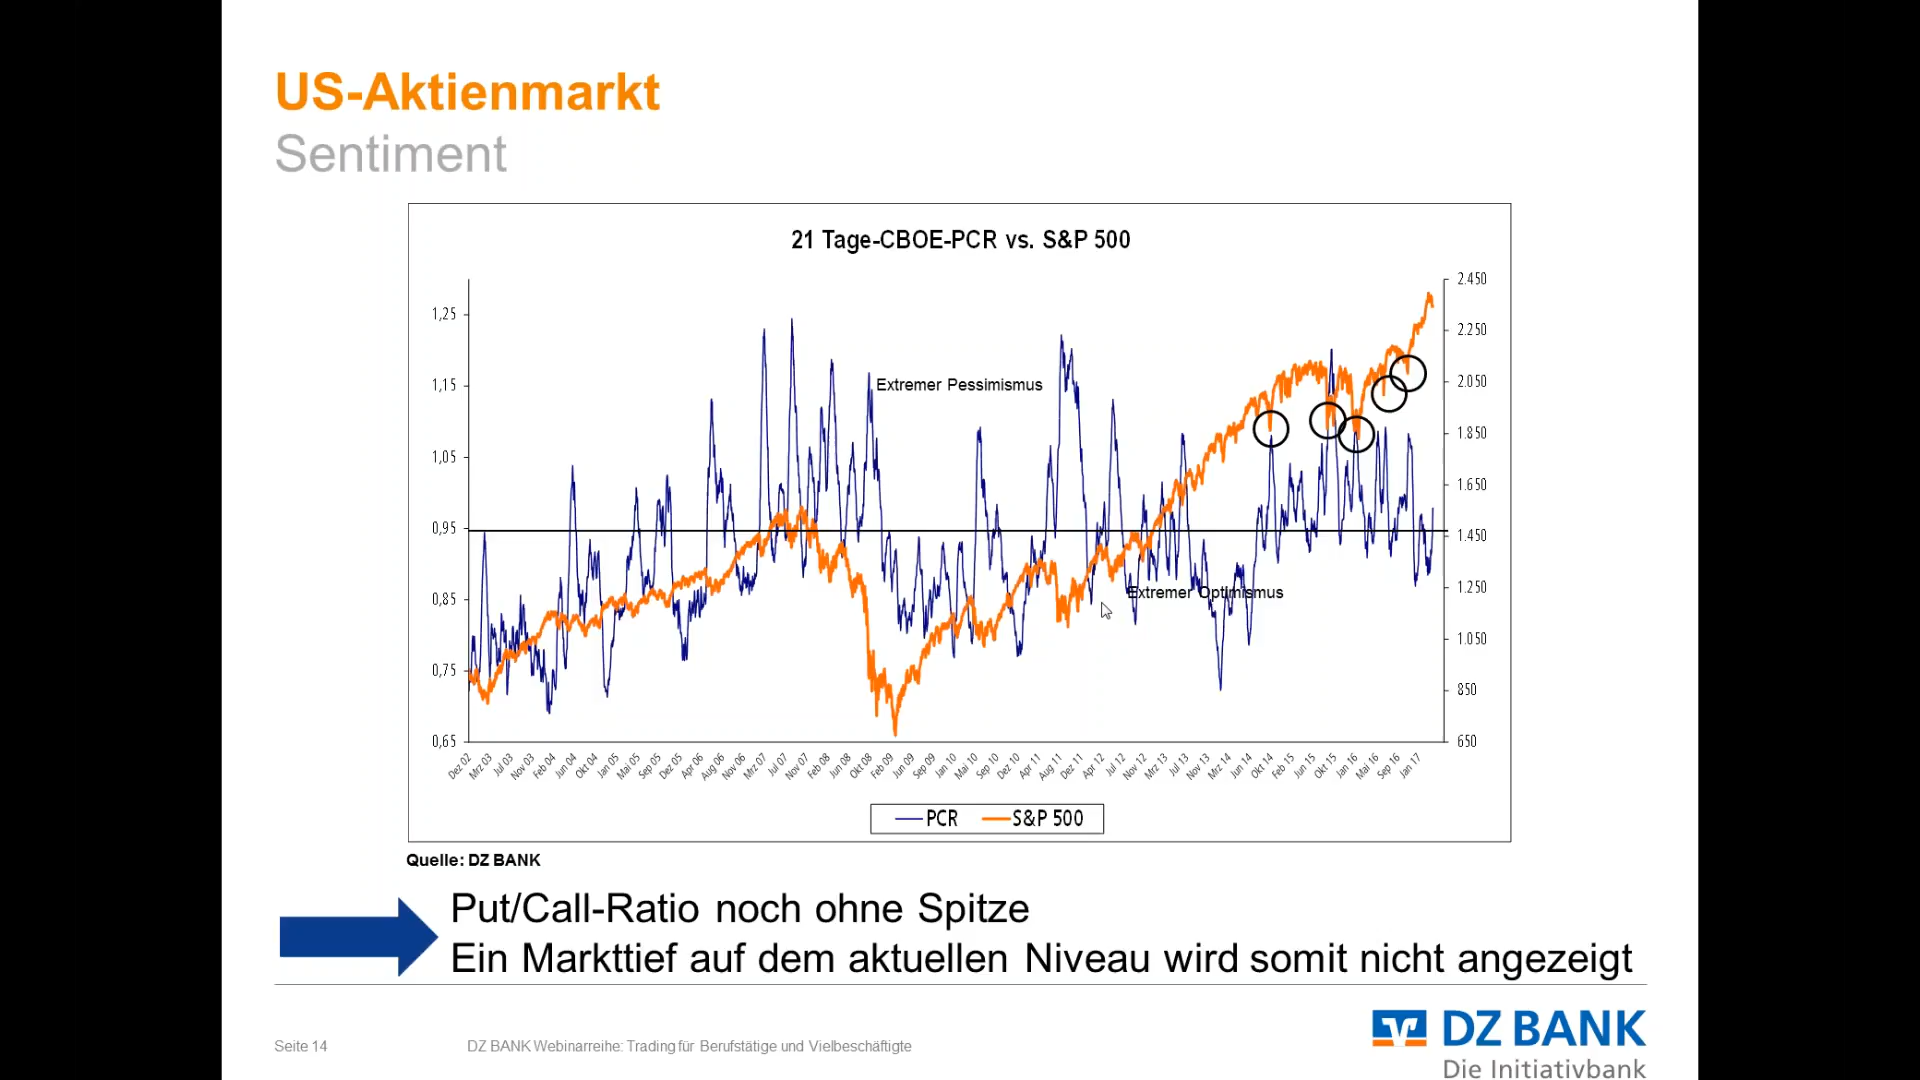 US-Aktienmarkt
Sentiment
21 Tage-CBOE-PCR vs. S&P 500
1,25
1,15
1,05
0,95
0,85
0,75
0,65
2.450
2.250
2.050
1.850
1.650
1.450
1.250
1.050
850
650
Extremer Pessimismus
Extremer Optimismus
Dez 02 Mrz 03 Jul 03 Nov 03 Feb 04 Jun 04 Okt 04 Jan 05 Mai 05 Sep 05 Dez 05 Apr 06 Aug 06 Nov 06 Mrz 07 Jul 07 Nov 07 Feb 08 Jun 08 Okt 08 Feb 09 Jun 09 Sep 09 Jan 10 Mai 10 Sep 10 Dez 10 Apr 11 Aug 11 Dez 11 Apr 12 Jul 12 Nov 12 Mrz 13 Jul 13 Nov 13 Mrz 14 Jun 14 Okt 14 Feb 15 Jun 15 Okt 15 Jan 16 Mai 16 Sep 16 Jan 17
PCR S&P 500
Quelle: DZ BANK
Put/Call-Ratio noch ohne Spitze
Ein Markttief auf dem aktuellen Niveau wird somit nicht angezeigt
Seite 14
DZ BANK Webinarreihe: Trading für Berufstätige und Vielbeschäftigte
DZ BANK
Die Initiativbank